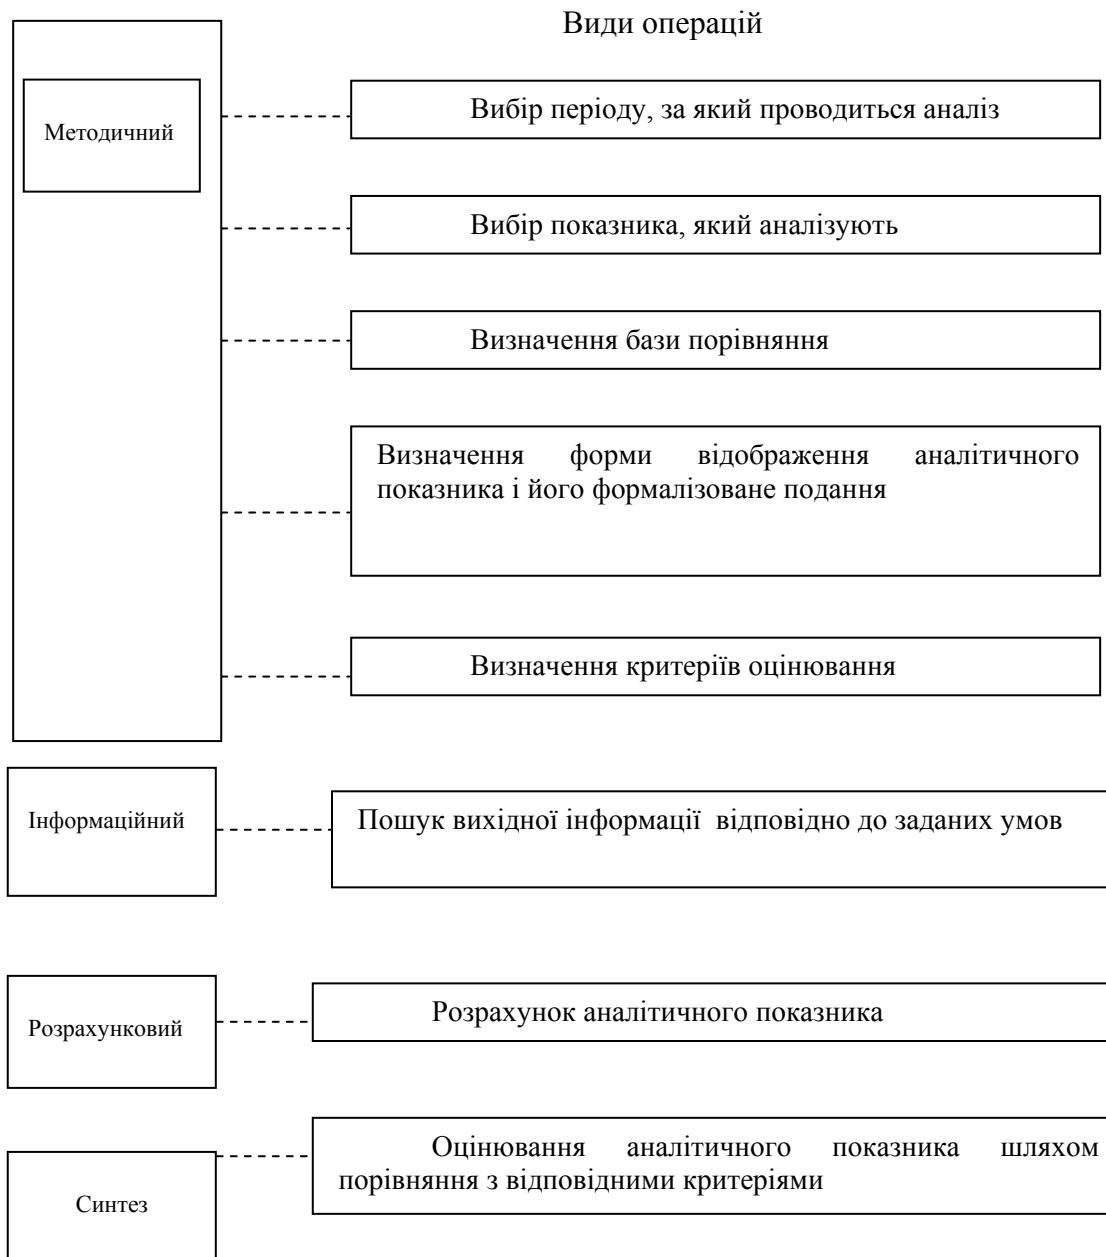 Види операцій
Методичний
Вибір періоду, за який проводиться аналіз
Вибір показника, який аналізують
Визначення бази порівняння
Визначення форми відображення аналітичного
показника і його формалізоване подання
Визначення критеріїв оцінювання
Інформаційний
Пошук вихідної інформації відповідно до заданих умов
Розрахунковий
Розрахунок аналітичного показника
Синтез
Оцінювання аналітичного показника шляхом
порівняння з відповідними критеріями